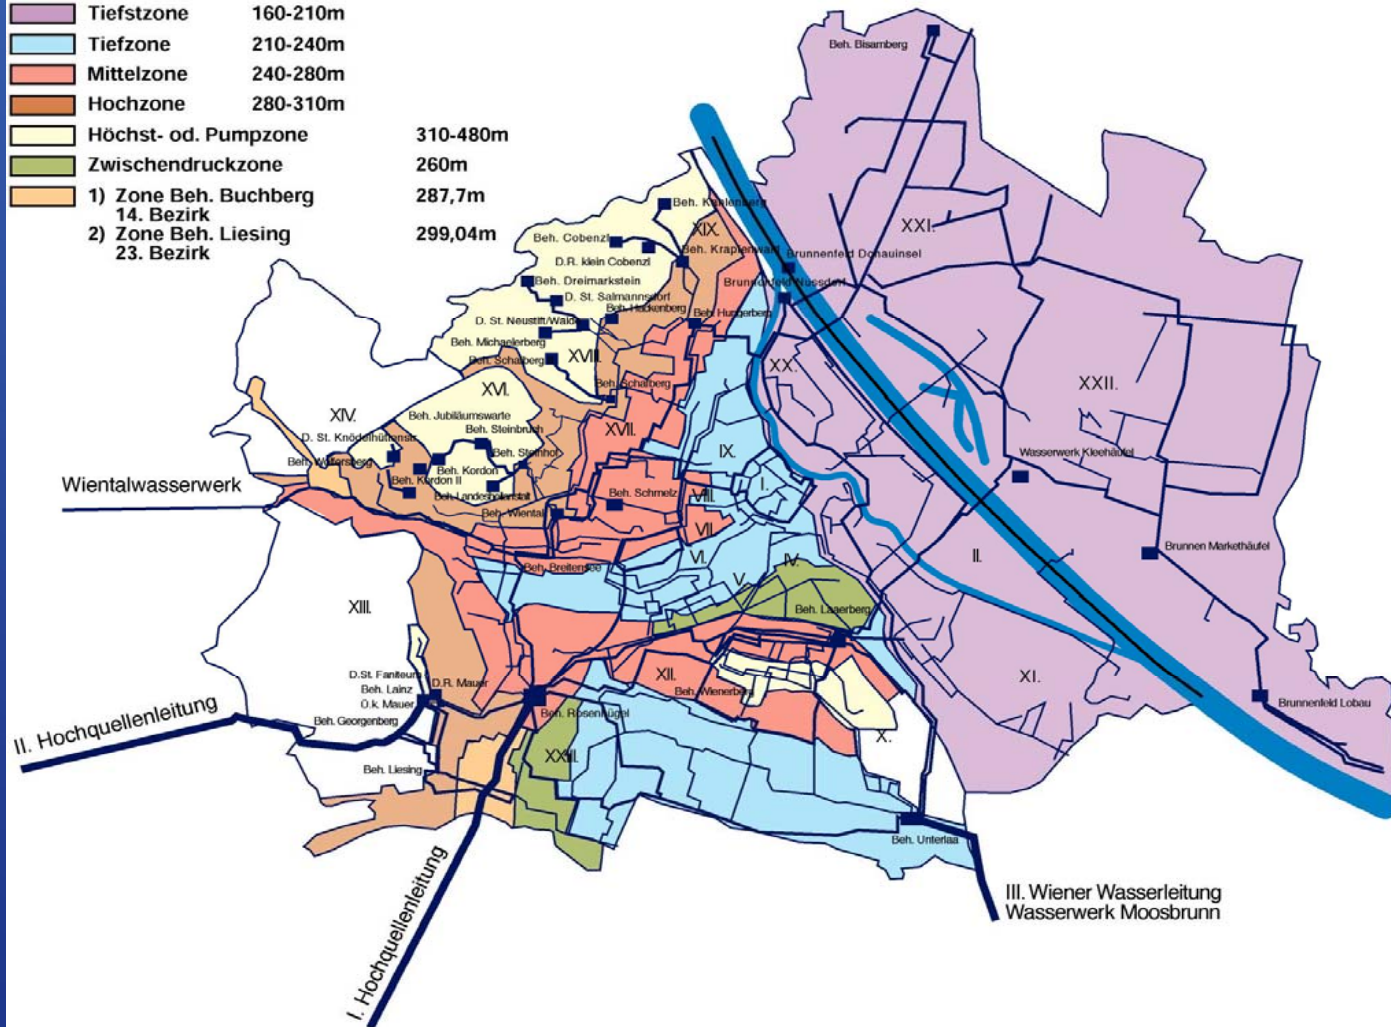 Tiefstzone 160-210m
Tiefzone 210-240m
Mittelzone 240-280m
Hochzone 280-310m
Höchst- od. Pumpzone 310-480m
Zwischendruckzone 260m
1) Zone Beh. Buchberg 287,7m
14. Bezirk
2) Zone Beh. Liesing 299,04m
23. Bezirk
Beh. Bisamberg
Beh. Kahlenberg
XIX.
XXI.
Beh. Cobenzl
Beh. Krapfenwald
Brunnenfeld Donauinsel
D.R. klein Cobenzl
Beh. Dreimarkstein
Brunnenfeld Nussdorf
D. St. Salmannsdorf
Beh. Hackenberg
Beh. Hungerberg
D. St. Neustift/Walde
Beh. Michaelerberg
XVIII.
Beh. Schafberg
XX.
XXII.
Beh. Schafberg
XVI.
XIV.
Beh. Jubiläumswarte
Beh. Steinbruch
XVII.
D. St. Knödelhüttenstr.
Beh. Steinhof
IX.
Wasserwerk Kleehäufel
Beh. Wolfersberg
Beh. Kordon
Beh. Kordon II
I.
Wientalwasserwerk
Beh. Landesheilanstalt
Beh. Schmelz
VIII.
Beh. Wiental
VII.
Brunnen Markethäufel
VI.
IV.
II.
Beh. Breitensee
V.
XIII.
Beh. Laaerberg
XII.
XI.
D.St. Faniteum
D.R. Mauer
Beh. Lainz
Beh. Wienerberg
Ü.k. Mauer
Brunnenfeld Lobau
Beh. Georgenberg
Beh. Rosenhügel
II. Hochquellenleitung
X.
XXIII.
Beh. Liesing
Beh. Unterlaa
III. Wiener Wasserleitung
Wasserwerk Moosbrunn
I. Hochquellenleitung